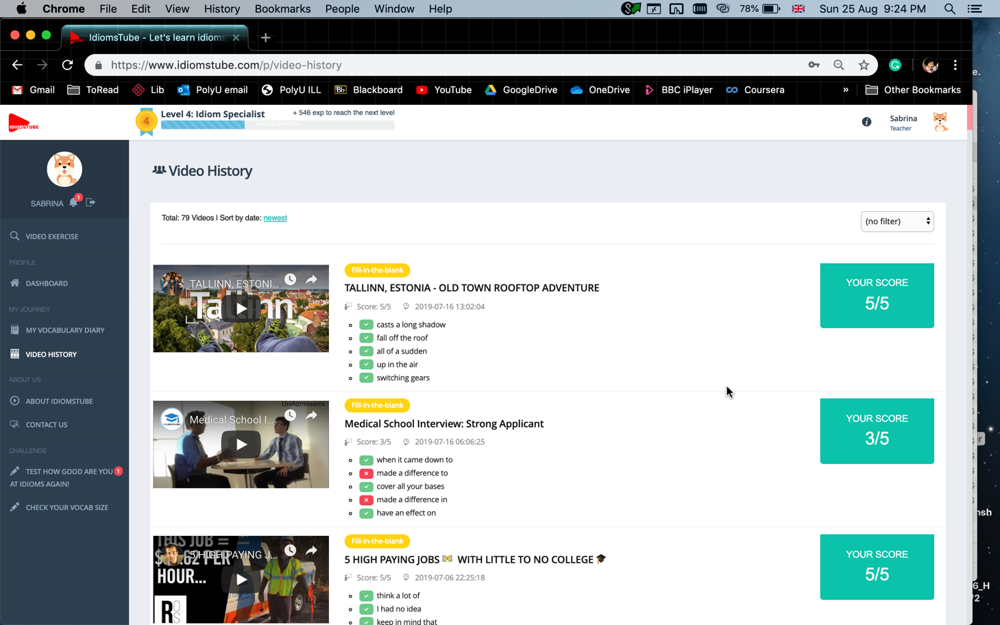 Chrome File Edit View History Bookmarks People Window Help 78% Sun 25 Aug 9:24 PM
IdiomsTube - Let's learn idioms
https://www.idiomstube.com/p/video-history
Gmail ToRead Lib PolyU email PolyU ILL Bb Blackboard YouTube GoogleDrive OneDrive BBC iPlayer Coursera » Other Bookmarks
IDIOMSTUBE
4
Level 4: Idiom Specialist + 546 exp to reach the next level
Sabrina
Teacher
SABRINA 1
VIDEO EXERCISE
PROFILE
DASHBOARD
MY JOURNEY
MY VOCABULARY DIARY
VIDEO HISTORY
ABOUT US
ABOUT IDIOMSTUBE
CONTACT US
CHALLENGE
TEST HOW GOOD ARE YOU 1
AT IDIOMS AGAIN!
CHECK YOUR VOCAB SIZE
Video History
Total: 79 Videos | Sort by date: newest
(no filter)
TALLINN, ESTONI...
Tallinn
Fill-in-the-blank
TALLINN, ESTONIA - OLD TOWN ROOFTOP ADVENTURE
Score: 5/5 2019-07-16 13:02:04
casts a long shadow
fall off the roof
all of a sudden
up in the air
switching gears
YOUR SCORE
5/5
UniAdmissions
Medical School I...
Fill-in-the-blank
Medical School Interview: Strong Applicant
Score: 3/5 2019-07-16 06:06:25
when it came down to
made a difference to
cover all your bases
made a difference in
have an effect on
YOUR SCORE
3/5
THIS JOB =
5 HIGH PAYING J...
HOUR...
Fill-in-the-blank
5 HIGH PAYING JOBS 💵 WITH LITTLE TO NO COLLEGE 🎓
Score: 5/5 2019-07-06 22:25:18
think a lot of
I had no idea
keep in mind that
YOUR SCORE
5/5